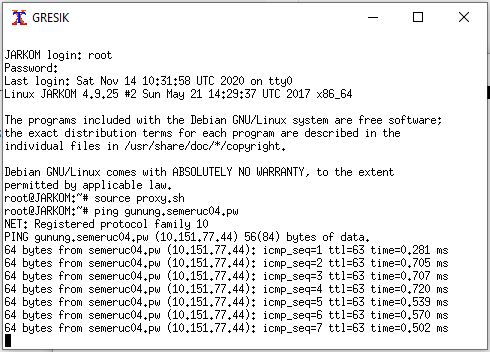 GRESIK
JARKOM login: root
Password:
Last login: Sat Nov 14 10:31:58 UTC 2020 on tty0
Linux JARKOM 4.9.25 #2 Sun May 21 14:29:37 UTC 2017 x86_64
The programs included with the Debian GNU/Linux system are free software;
the exact distribution terms for each program are described in the
individual files in /usr/share/doc/*/copyright.
Debian GNU/Linux comes with ABSOLUTELY NO WARRANTY, to the extent
permitted by applicable law.
root@JARKOM:~# source proxy.sh
root@JARKOM:~# ping gunung.semeruc04.pw
NET: Registered protocol family 10
PING gunung.semeruc04.pw (10.151.77.44) 56(84) bytes of data.
64 bytes from semeruc04.pw (10.151.77.44): icmp_seq=1 ttl=63 time=0.281 ms
64 bytes from semeruc04.pw (10.151.77.44): icmp_seq=2 ttl=63 time=0.705 ms
64 bytes from semeruc04.pw (10.151.77.44): icmp_seq=3 ttl=63 time=0.707 ms
64 bytes from semeruc04.pw (10.151.77.44): icmp_seq=4 ttl=63 time=0.720 ms
64 bytes from semeruc04.pw (10.151.77.44): icmp_seq=5 ttl=63 time=0.539 ms
64 bytes from semeruc04.pw (10.151.77.44): icmp_seq=6 ttl=63 time=0.570 ms
64 bytes from semeruc04.pw (10.151.77.44): icmp_seq=7 ttl=63 time=0.502 ms